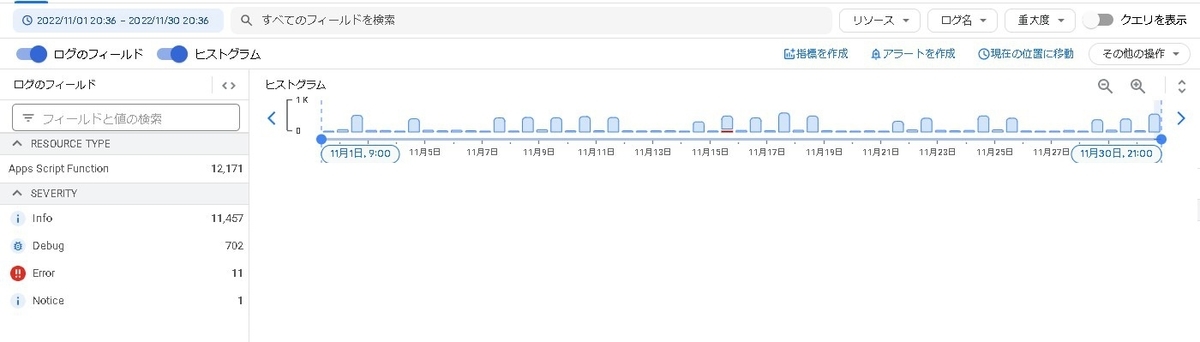 2022/11/01 20:36 – 2022/11/30 20:36
すべてのフィールドを検索
リソース
ログ名
重大度
クエリを表示
ログのフィールド
ヒストグラム
指標を作成
アラートを作成
現在の位置に移動
その他の操作
ログのフィールド
フィールドと値の検索
RESOURCE TYPE
Apps Script Function 12,171
SEVERITY
Info 11,457
Debug 702
Error 11
Notice 1
ヒストグラム
1K
0
11月1日, 9:00
11月5日
11月7日
11月9日
11月11日
11月13日
11月15日
11月17日
11月19日
11月21日
11月23日
11月25日
11月27日
11月30日, 21:00